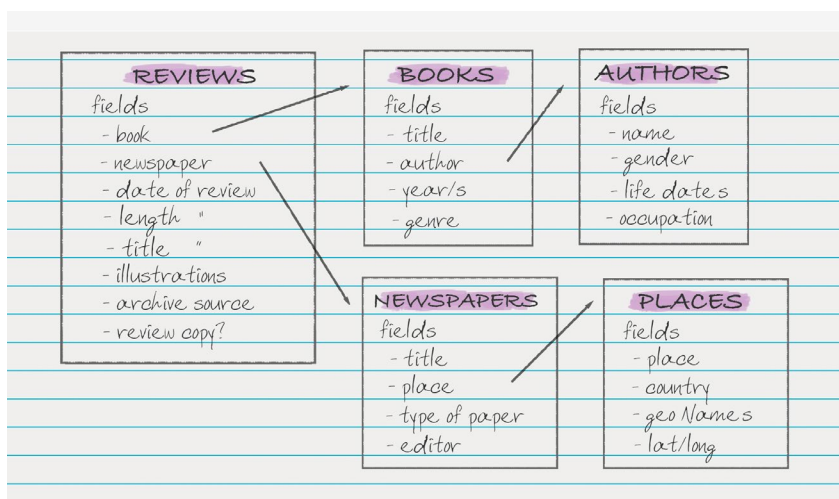 REVIEWS
fields
- book
- newspaper
- date of review
- length "
- title "
- illustrations
- archive source
- review copy?
BOOKS
fields
- title
- author
- year/s
- genre
AUTHORS
fields
- name
- gender
- life dates
- occupation
NEWSPAPERS
fields
- title
- place
- type of paper
- editor
PLACES
fields
- place
- country
- geoNames
- lat/long